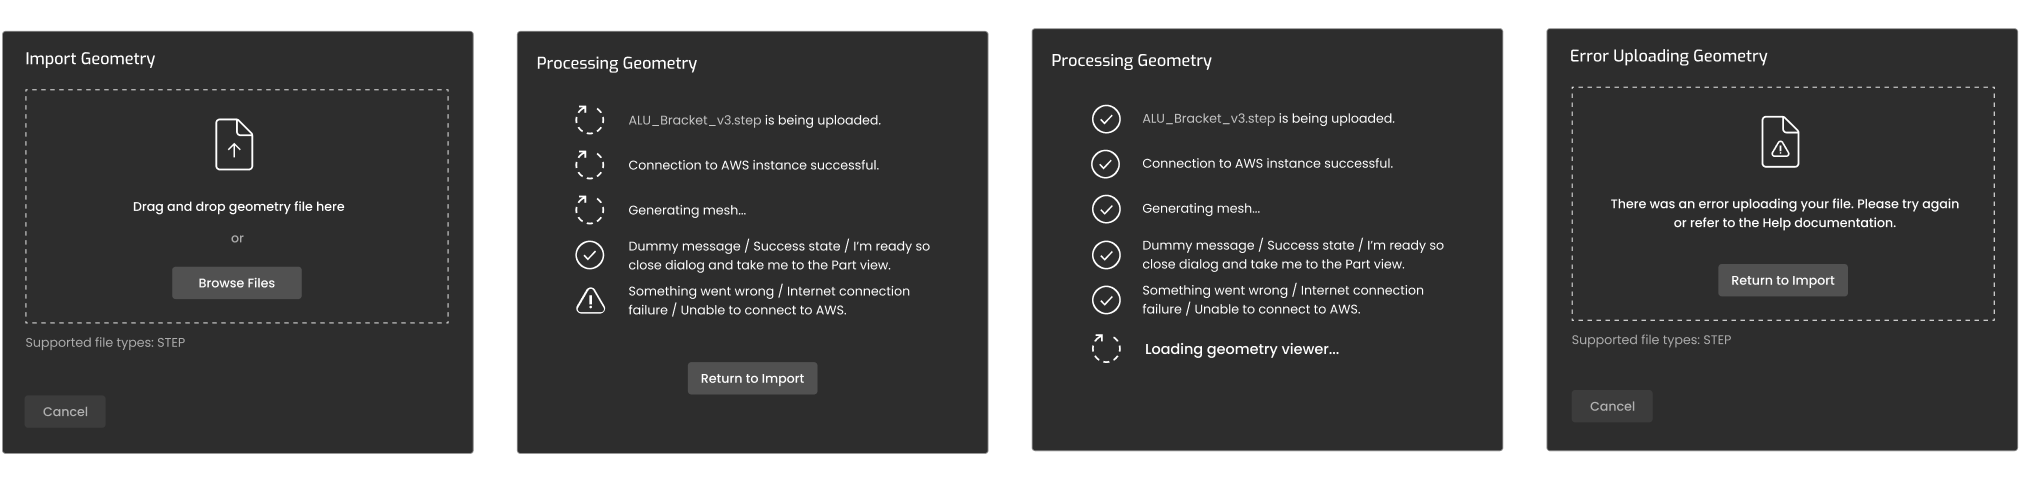 Import Geometry
Drag and drop geometry file here
or
Browse Files
Supported file types: STEP
Cancel
Processing Geometry
ALU_Bracket_v3.step is being uploaded.
Connection to AWS instance successful.
Generating mesh...
Dummy message / Success state / I'm ready so
close dialog and take me to the Part view.
Something went wrong / Internet connection
failure / Unable to connect to AWS.
Return to Import
Processing Geometry
ALU_Bracket_v3.step is being uploaded.
Connection to AWS instance successful.
Generating mesh...
Dummy message / Success state / I'm ready so
close dialog and take me to the Part view.
Something went wrong / Internet connection
failure / Unable to connect to AWS.
Loading geometry viewer...
Error Uploading Geometry
There was an error uploading your file. Please try again
or refer to the Help documentation.
Return to Import
Supported file types: STEP
Cancel